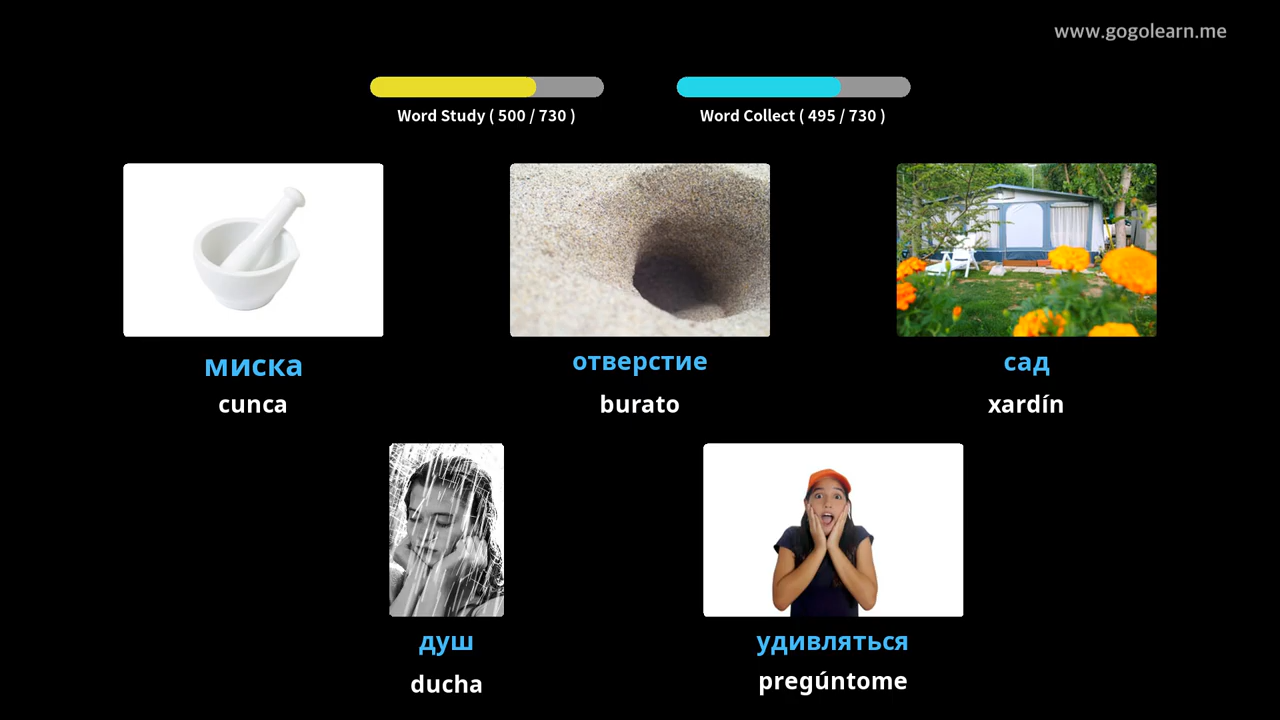 www.gogolearn.me
Word Study ( 500 / 730 )
Word Collect ( 495 / 730 )
миска
cunca
отверстие
burato
сад
xardín
душ
ducha
удивляться
pregúntome